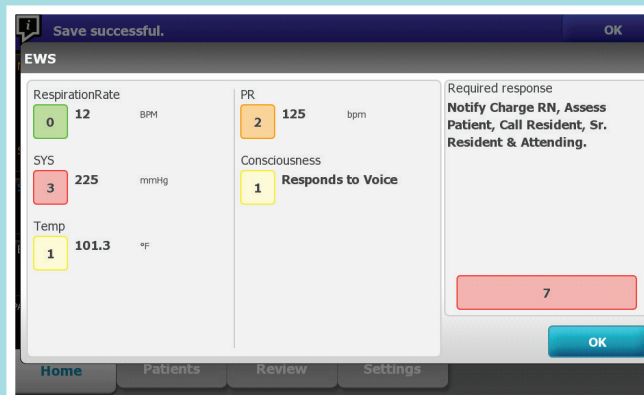 i Save successful. OK
EWS
RespirationRate
0 12 BPM
SYS
3 225 mmHg
Temp
1 101.3 °F
PR
2 125 bpm
Consciousness
1 Responds to Voice
Required response
Notify Charge RN, Assess
Patient, Call Resident, Sr.
Resident & Attending.
7
OK
Home Patients Review Settings